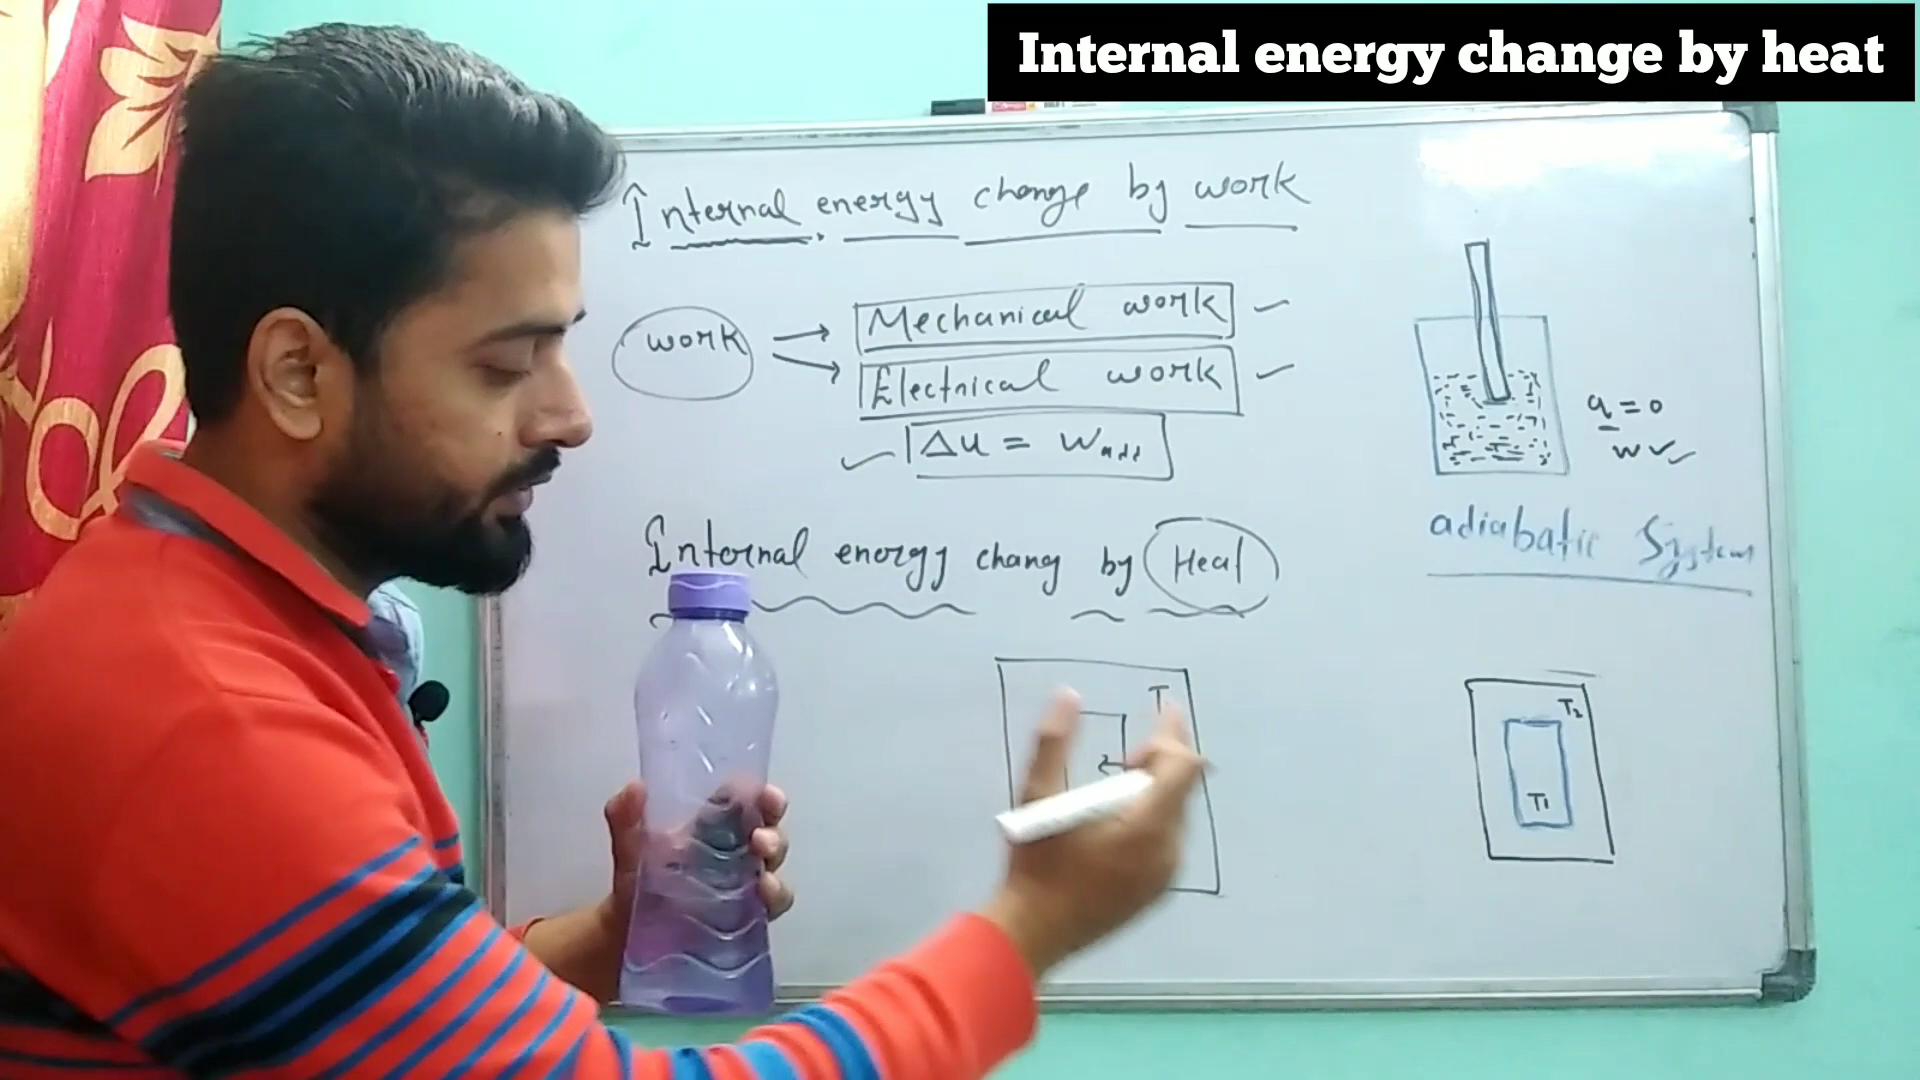 Internal energy change by heat
Internal energy change by work
work
Mechanical work
Electrical work
Δu = Wadd
q = 0
w
adiabatic System
Internal energy chang by Heat
T
T2
T1